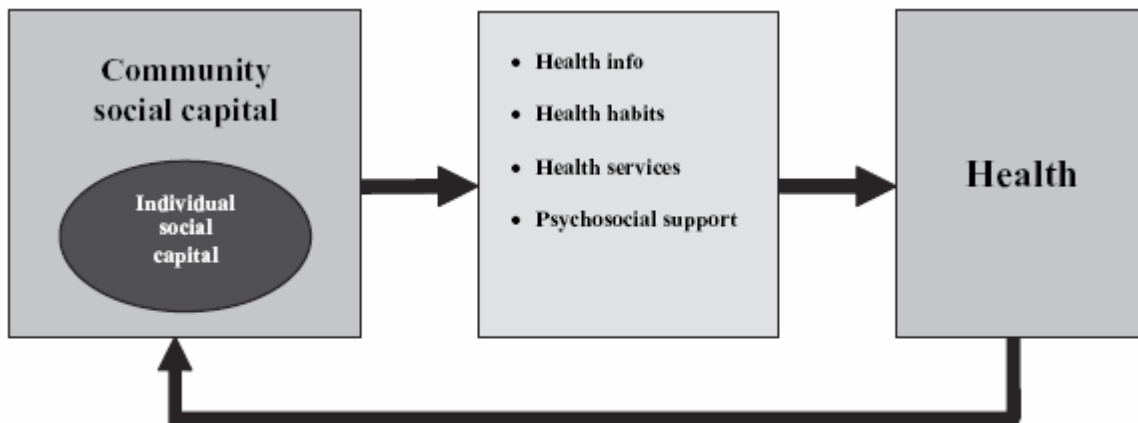 Community
social capital
Individual
social
capital
• Health info
• Health habits
• Health services
• Psychosocial support
Health